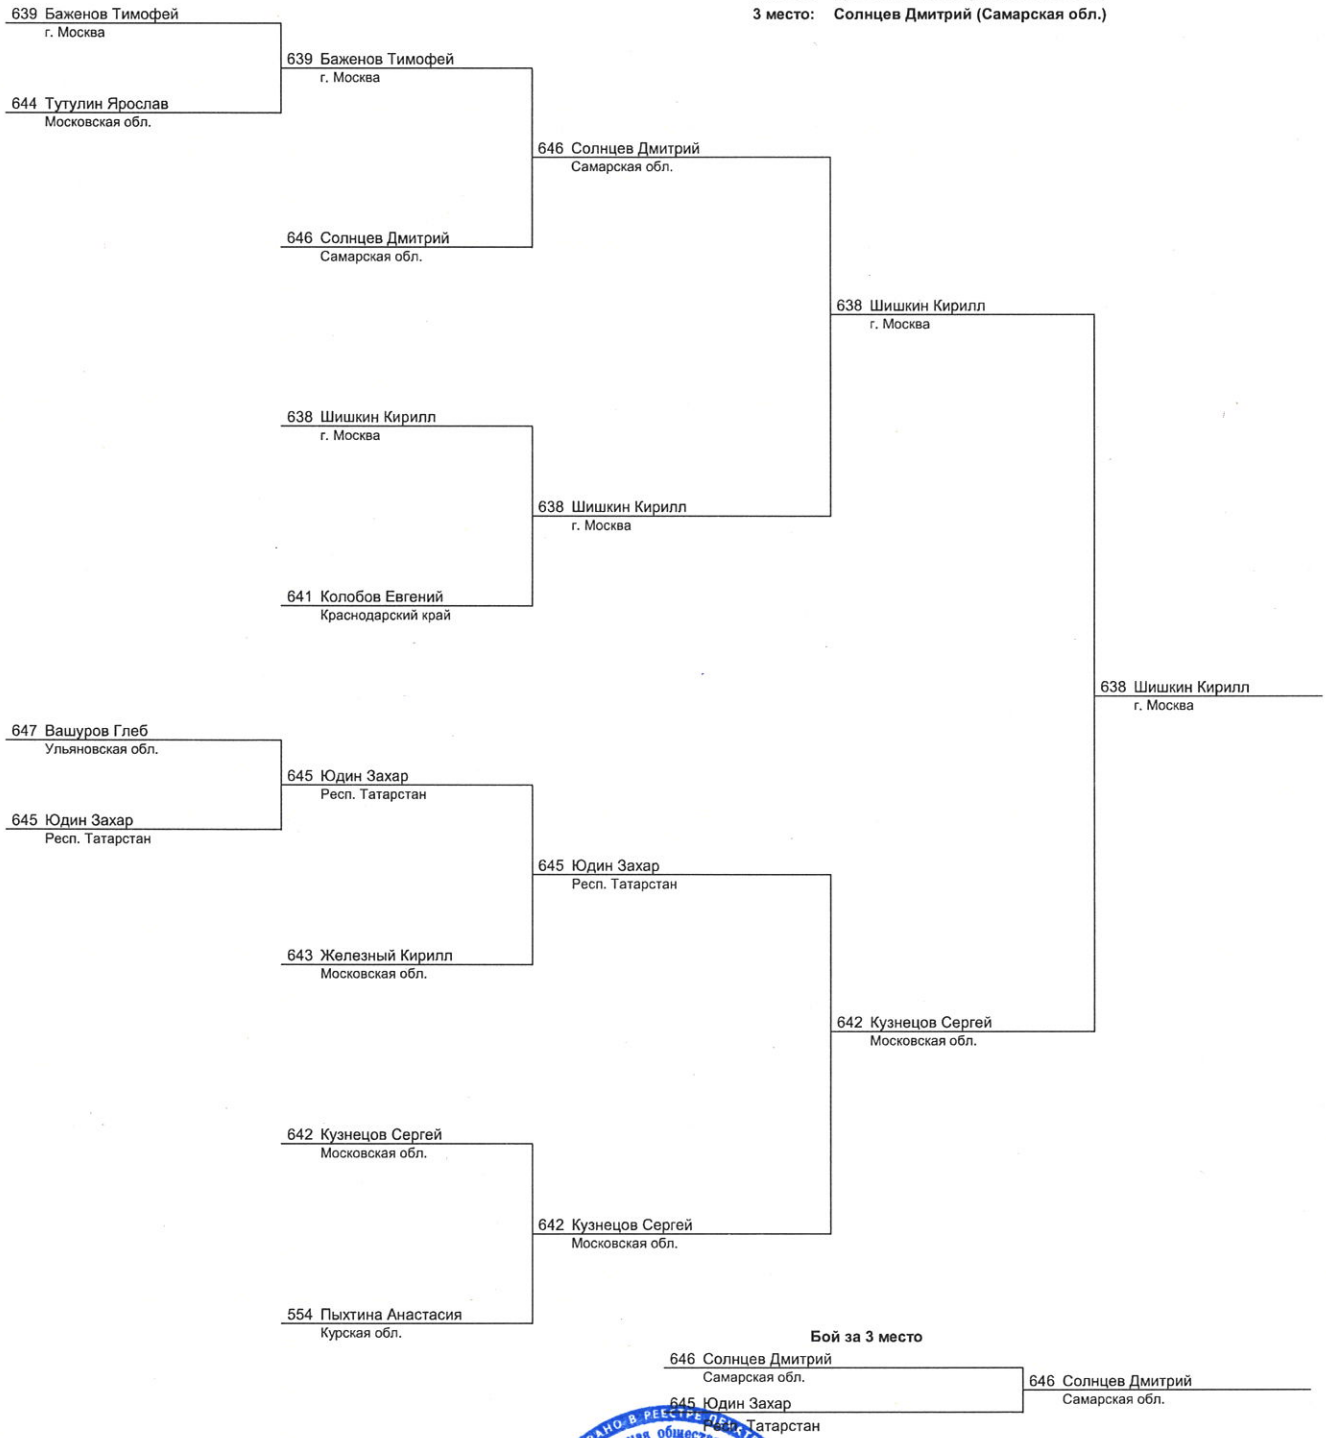 639 Баженов Тимофей
г. Москва
3 место: Солнцев Дмитрий (Самарская обл.)
639 Баженов Тимофей
г. Москва
644 Тутулин Ярослав
Московская обл.
646 Солнцев Дмитрий
Самарская обл.
646 Солнцев Дмитрий
Самарская обл.
638 Шишкин Кирилл
г. Москва
638 Шишкин Кирилл
г. Москва
638 Шишкин Кирилл
г. Москва
641 Колобов Евгений
Краснодарский край
638 Шишкин Кирилл
г. Москва
647 Вашуров Глеб
Ульяновская обл.
645 Юдин Захар
Респ. Татарстан
645 Юдин Захар
Респ. Татарстан
645 Юдин Захар
Респ. Татарстан
643 Железный Кирилл
Московская обл.
642 Кузнецов Сергей
Московская обл.
642 Кузнецов Сергей
Московская обл.
642 Кузнецов Сергей
Московская обл.
554 Пыхтина Анастасия
Курская обл.
Бой за 3 место
646 Солнцев Дмитрий
Самарская обл.
646 Солнцев Дмитрий
Самарская обл.
645 Юдин Захар
Респ. Татарстан
В РЕЕСТРЕ